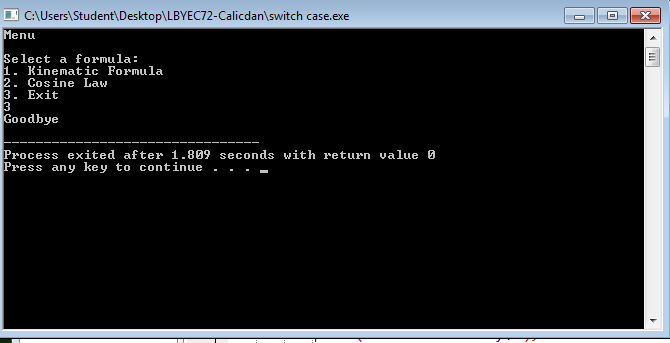 C:\Users\Student\Desktop\LBYEC72-Calicdan\switch case.exe
Menu
Select a formula:
1. Kinematic Formula
2. Cosine Law
3. Exit
3
Goodbye
--------------------------------
Process exited after 1.809 seconds with return value 0
Press any key to continue . . . _